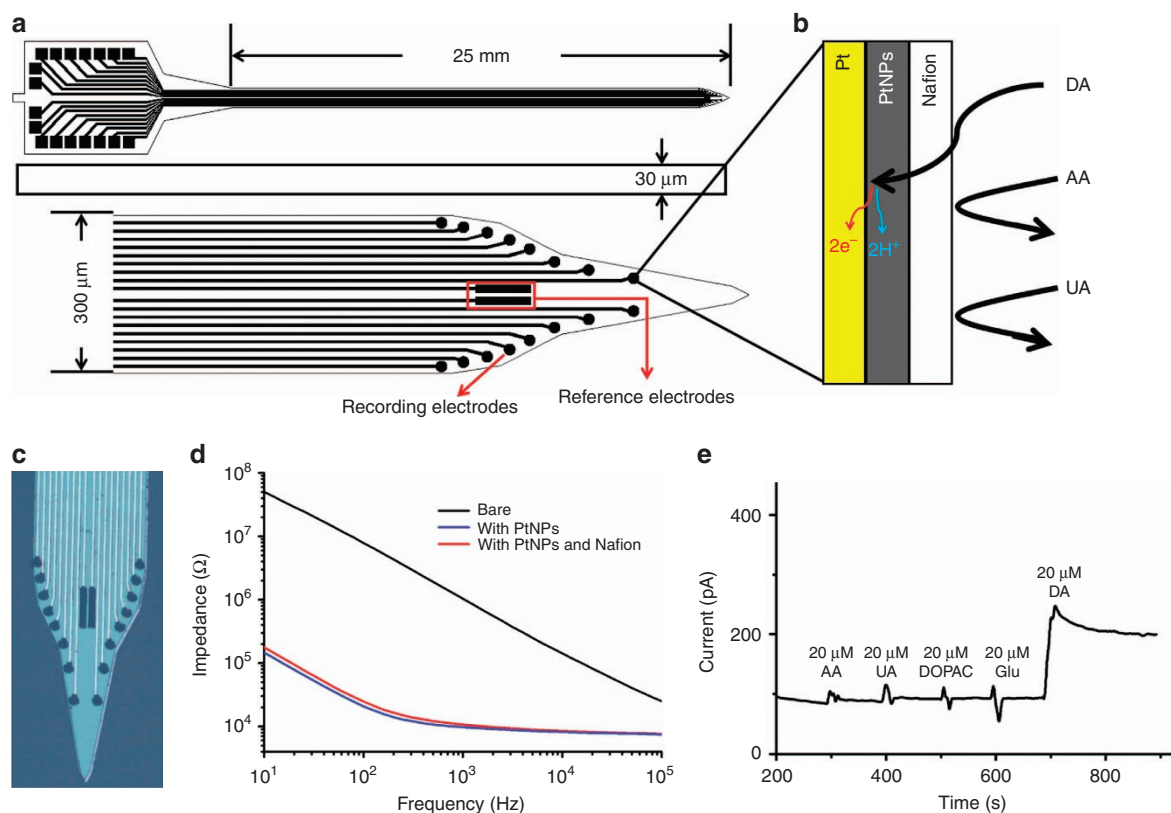 a
25 mm
30 μm
300 μm
Recording electrodes
Reference electrodes
b
Pt
PtNPs
Nafion
DA
AA
UA
2e⁻
2H⁺
c
d
10⁸
10⁷
10⁶
10⁵
10⁴
Impedance (Ω)
Bare
With PtNPs
With PtNPs and Nafion
10¹
10²
10³
10⁴
10⁵
Frequency (Hz)
e
400
200
0
Current (pA)
20 μM
AA
20 μM
UA
20 μM
DOPAC
20 μM
Glu
20 μM
DA
200
400
600
800
Time (s)